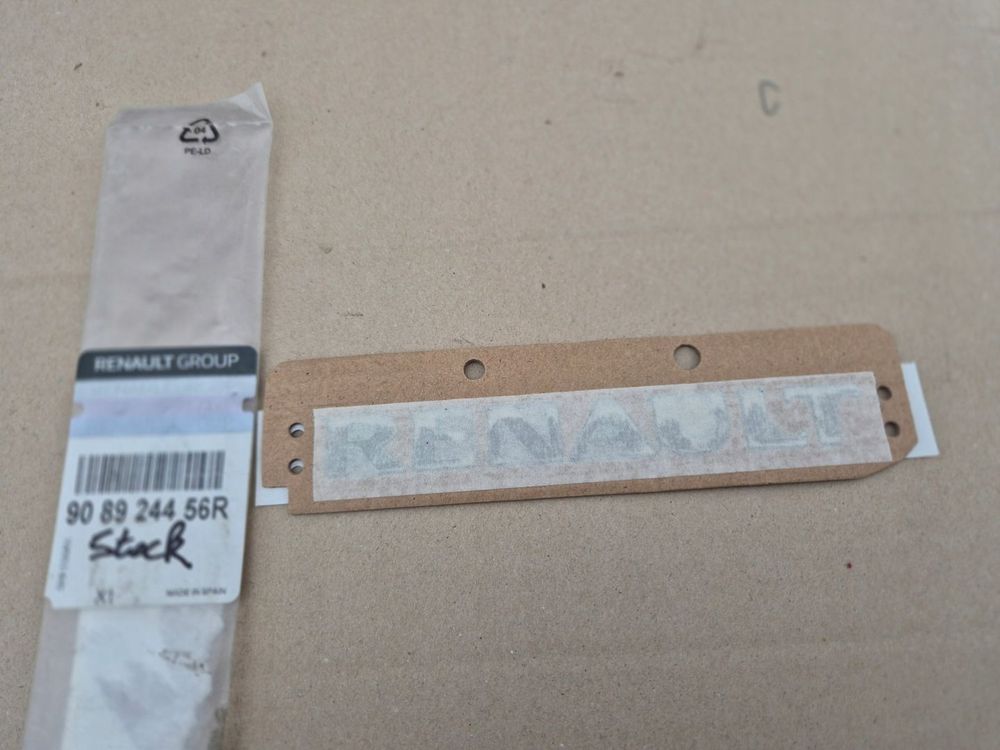 04
PE-LD
RENAULT GROUP
90 89 244 56R
Stock
X1
MADE IN SPAIN
RENAULT